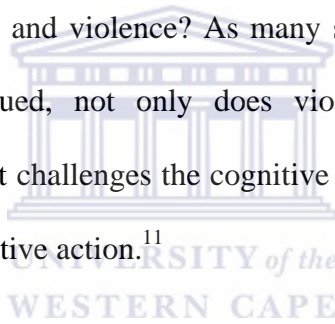 and violence? As many s
ued, not only does vio
t challenges the cognitive
tive action.¹¹
UNIVERSITY of the
WESTERN CAPE